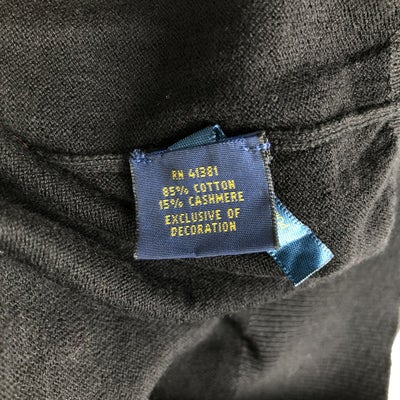 RN 41381
85% COTTON
15% CASHMERE
EXCLUSIVE OF
DECORATION